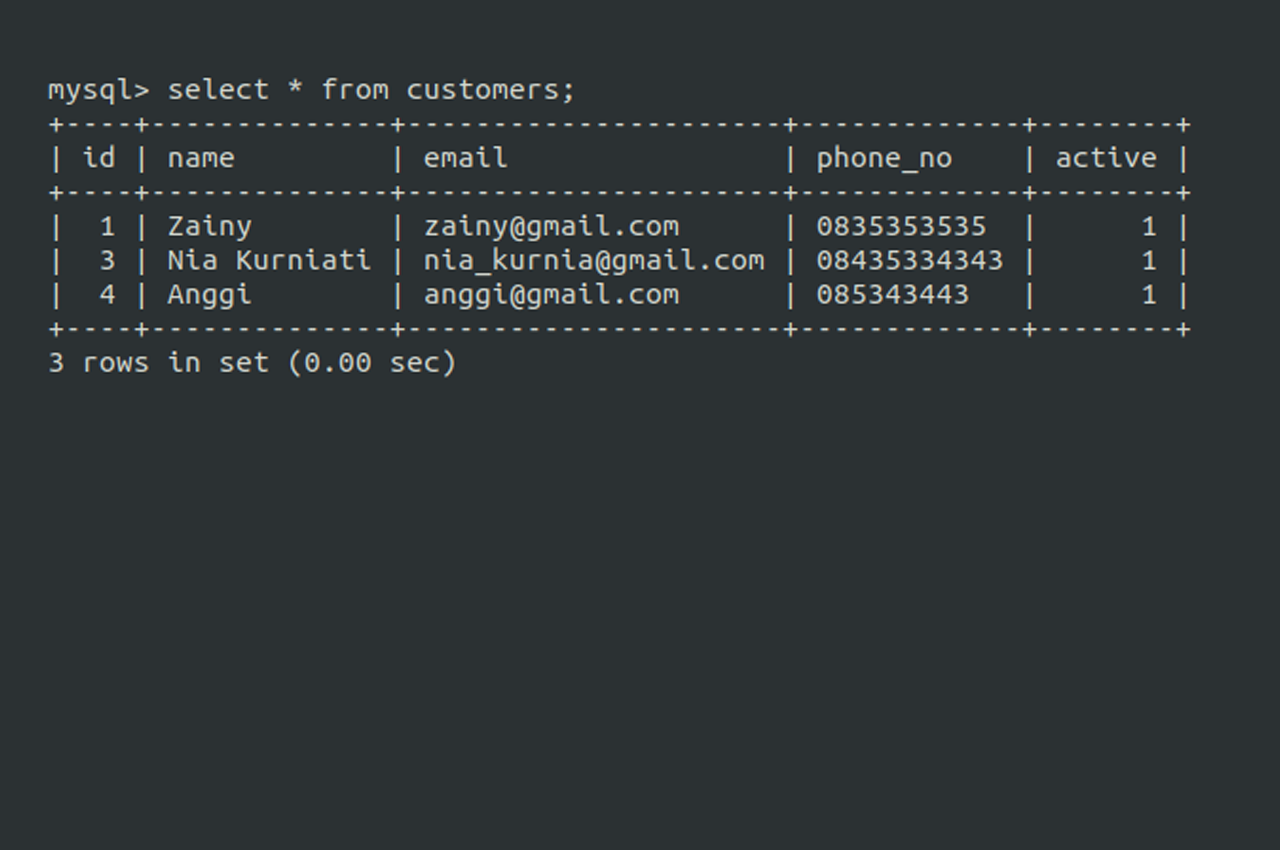 mysql> select * from customers;
+----+--------------+----------------------+-------------+--------+
| id | name         | email                | phone_no    | active |
+----+--------------+----------------------+-------------+--------+
|  1 | Zainy        | zainy@gmail.com      | 0835353535  |      1 |
|  3 | Nia Kurniati | nia_kurnia@gmail.com | 08435334343 |      1 |
|  4 | Anggi        | anggi@gmail.com      | 085343443   |      1 |
+----+--------------+----------------------+-------------+--------+
3 rows in set (0.00 sec)